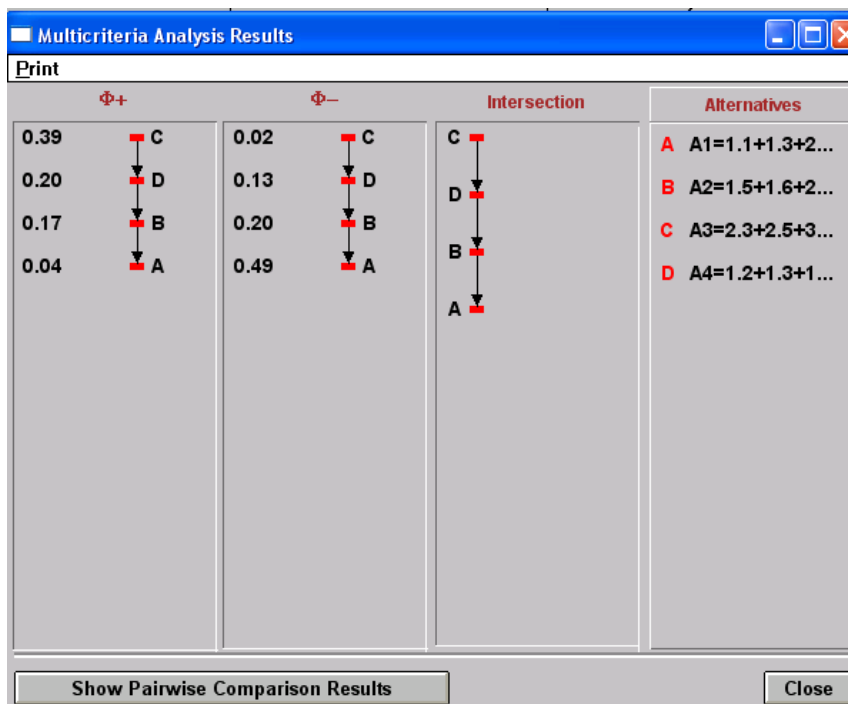 Multicriteria Analysis Results
Print
Φ+
Φ−
Intersection
Alternatives
0.39 C
0.20 D
0.17 B
0.04 A
0.02 C
0.13 D
0.20 B
0.49 A
C
D
B
A
A A1=1.1+1.3+2...
B A2=1.5+1.6+2...
C A3=2.3+2.5+3...
D A4=1.2+1.3+1...
Show Pairwise Comparison Results
Close